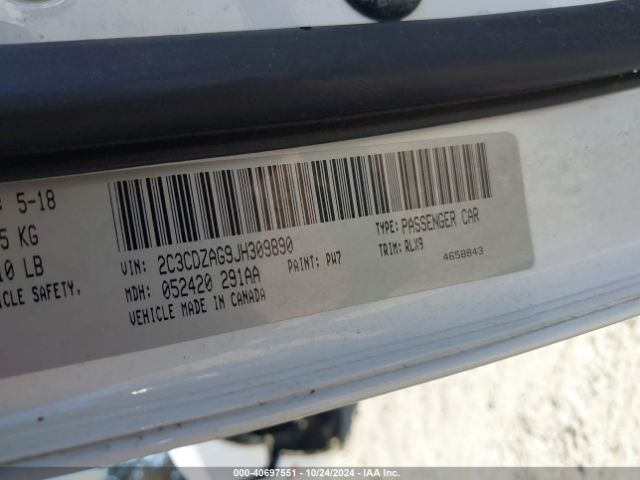 5-18
5 KG
10 LB
ICLE SAFETY,
VIN: 2C3CDZAG9JH309890
TYPE: PASSENGER CAR
MDH: 052420 291AA
PAINT: PW7
TRIM: RLX9
VEHICLE MADE IN CANADA
4658843
000-40697551 - 10/24/2024 - IAA Inc.